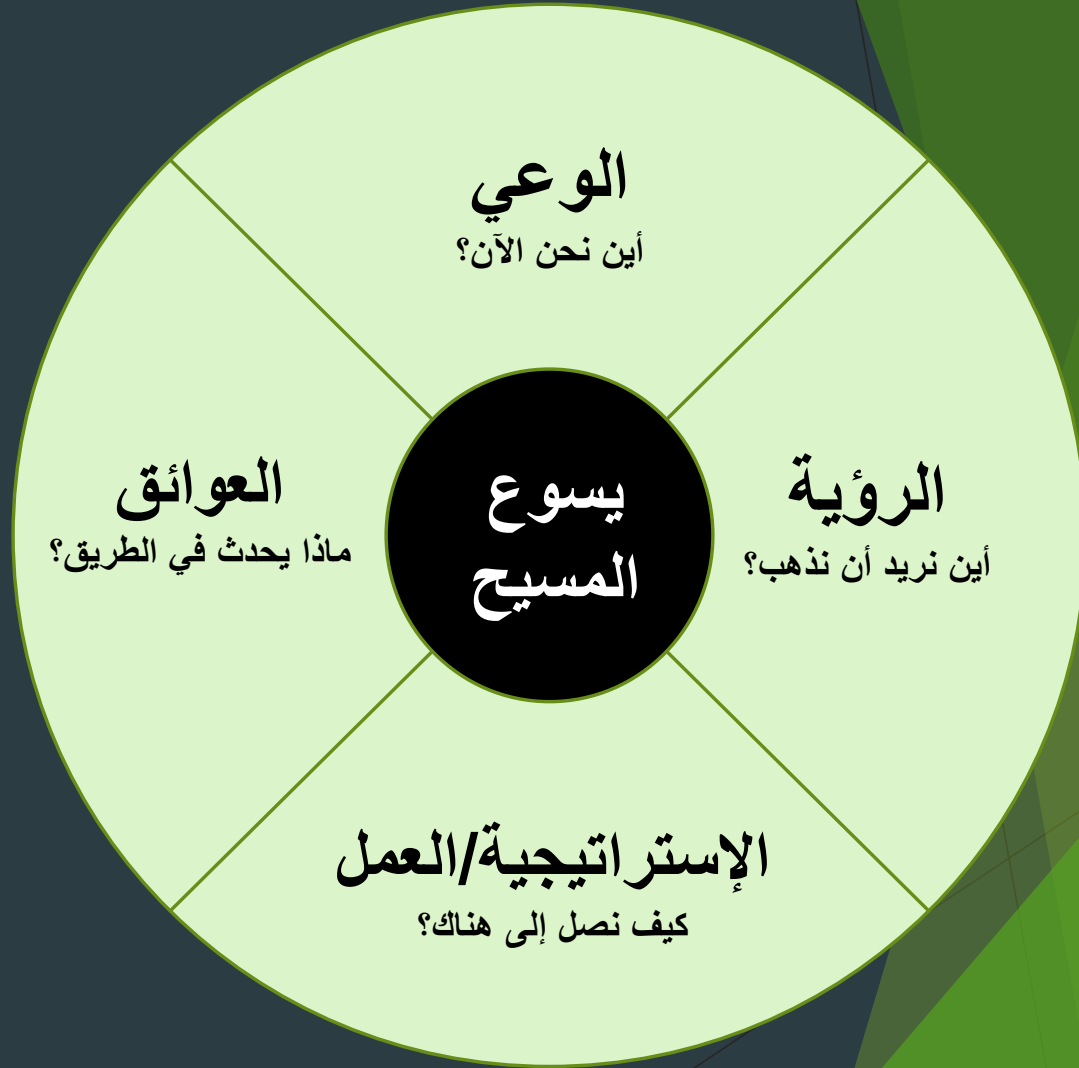 الوعي
أين نحن الآن؟
الرؤية
أين نريد أن نذهب؟
يسوع
المسيح
العوائق
ماذا يحدث في الطريق؟
الإستراتيجية/العمل
كيف نصل إلى هناك؟